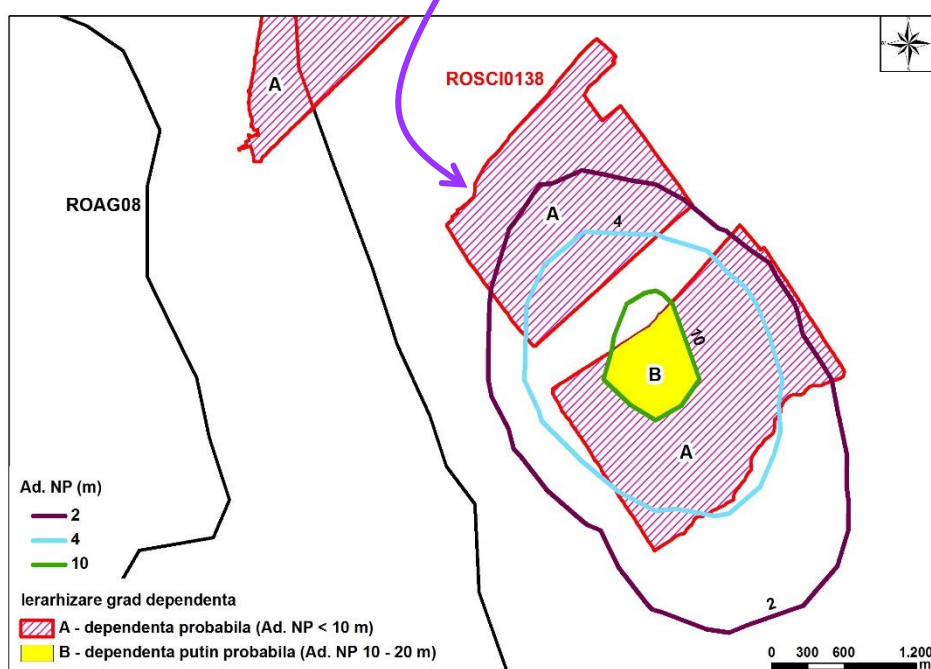 A
ROSCI0138
ROAG08
A
4
10
B
A
2
Ad. NP (m)
2
4
10
Ierarhizare grad dependenta
A - dependenta probabila (Ad. NP < 10 m)
B - dependenta putin probabila (Ad. NP 10 - 20 m)
0 300 600 1.200
m